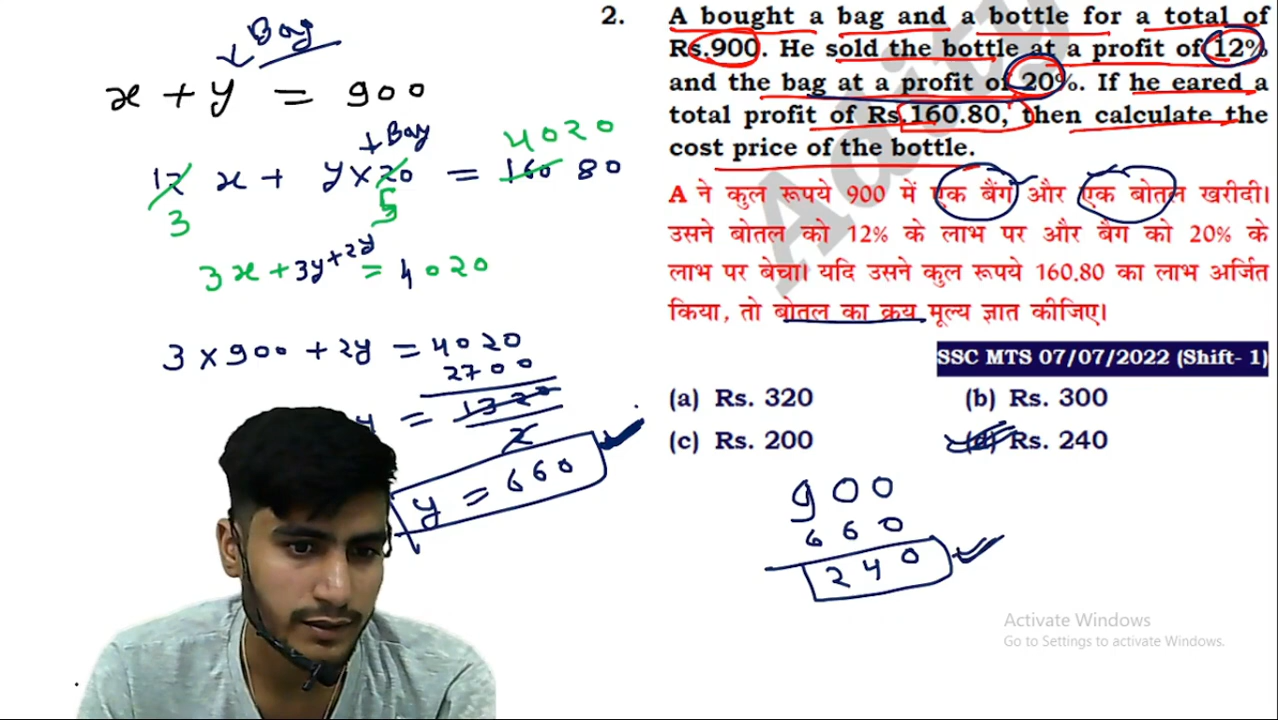 Bag
x + y = 900
Bag
12 x + y × 20 = 160 80
4020
3
5
3x + 3y + 2y = 4020
3 × 900 + 2y = 4020
2700
y = 1320
2
y = 660
2. A bought a bag and a bottle for a total of
Rs.900. He sold the bottle at a profit of 12%
and the bag at a profit of 20%. If he eared a
total profit of Rs.160.80, then calculate the
cost price of the bottle.
A ने कुल रूपये 900 में एक बैंग और एक बोतल खरीदी।
उसने बोतल को 12% के लाभ पर और बैग को 20% के
लाभ पर बेचा। यदि उसने कुल रूपये 160.80 का लाभ अर्जित
किया, तो बोतल का क्रय मूल्य ज्ञात कीजिए।
SSC MTS 07/07/2022 (Shift- 1)
(a) Rs. 320 (b) Rs. 300
(c) Rs. 200 (d) Rs. 240
900
660
240
Activate Windows
Go to Settings to activate Windows.